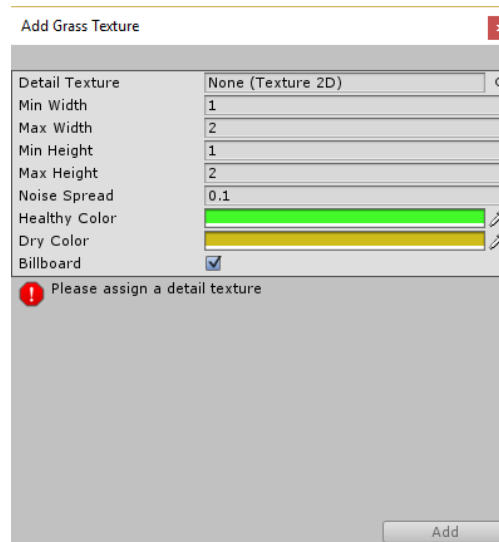 Add Grass Texture
Detail Texture None (Texture 2D)
Min Width 1
Max Width 2
Min Height 1
Max Height 2
Noise Spread 0.1
Healthy Color
Dry Color
Billboard
Please assign a detail texture
Add